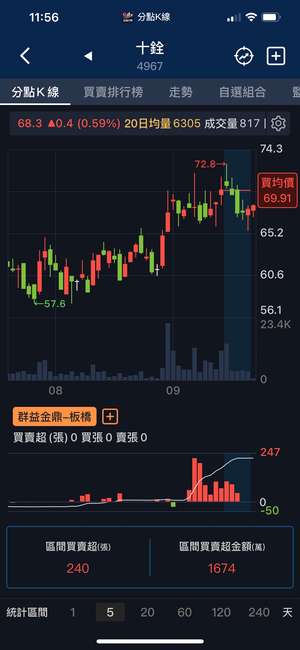 11:56
分點K線
十銓
4967
分點K線 買賣排行榜 走勢 自選組合
68.3 ▲0.4 (0.59%) 20日均量 6305 成交量 817
74.3
72.8→
買均價
69.91
65.2
60.6
←57.6
56.1
23.4K
0
08 09
群益金鼎–板橋 +
買賣超 (張) 0 買張 0 賣張 0
247
0
-50
區間買賣超(張) 區間買賣超金額(萬)
240 1674
統計區間 1 5 20 60 120 240 天